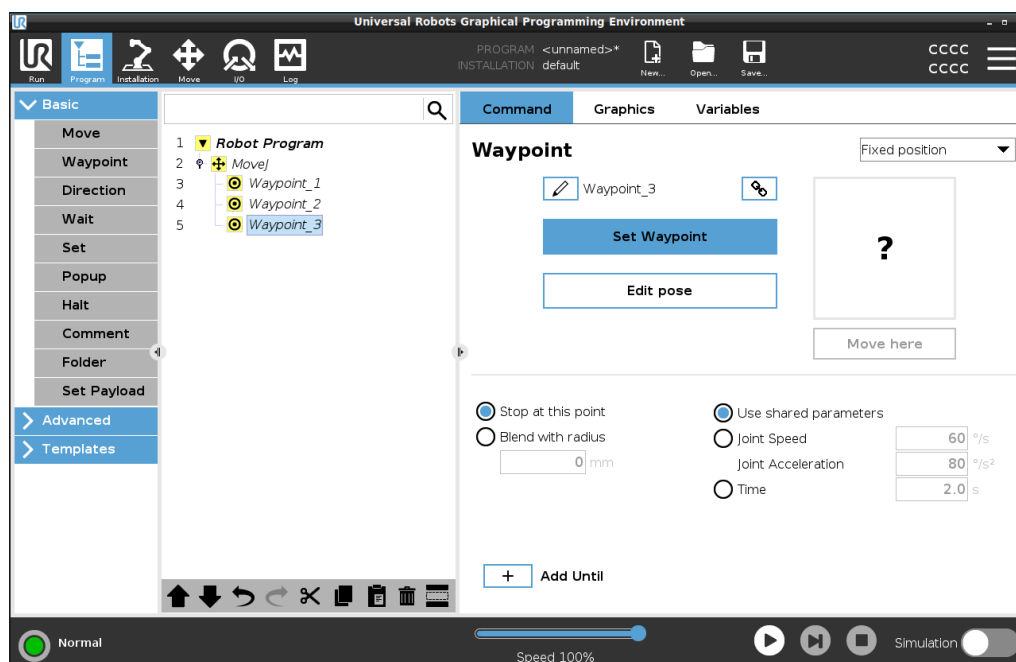 Universal Robots Graphical Programming Environment
PROGRAM <unnamed>*
INSTALLATION default
CCCC
CCCC
Run
Program
Installation
Move
I/O
Log
New...
Open...
Save...
Basic
Move
Waypoint
Direction
Wait
Set
Popup
Halt
Comment
Folder
Set Payload
Advanced
Templates
1 Robot Program
2 MoveJ
3 Waypoint_1
4 Waypoint_2
5 Waypoint_3
Command Graphics Variables
Waypoint
Fixed position
Waypoint_3
Set Waypoint
?
Edit pose
Move here
Stop at this point
Blend with radius
0 mm
Use shared parameters
Joint Speed 60 °/s
Joint Acceleration 80 °/s²
Time 2.0 s
+ Add Until
Normal
Speed 100%
Simulation